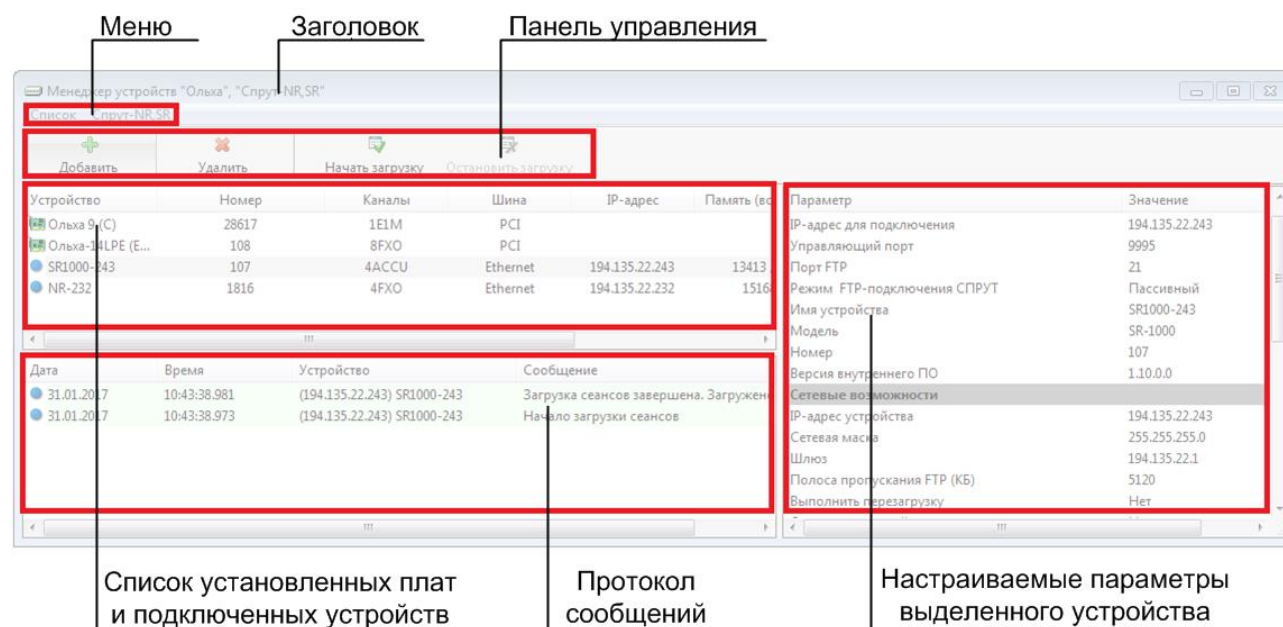 Меню Заголовок Панель управления
Менеджер устройств "Ольха", "Спрут-NR,SR"
Список Спрут-NR,SR
Добавить Удалить Начать загрузку Остановить загрузку
Устройство Номер Каналы Шина IP-адрес Память (вс
Ольха 9 (C) 28617 1E1M PCI
Ольха-14LPE (E... 108 8FXO PCI
SR1000-243 107 4ACCU Ethernet 194.135.22.243 13413
NR-232 1816 4FXO Ethernet 194.135.22.232 15168
Параметр Значение
IP-адрес для подключения 194.135.22.243
Управляющий порт 9995
Порт FTP 21
Режим FTP-подключения СПРУТ Пассивный
Имя устройства SR1000-243
Модель SR-1000
Номер 107
Версия внутреннего ПО 1.10.0.0
Сетевые возможности
IP-адрес устройства 194.135.22.243
Сетевая маска 255.255.255.0
Шлюз 194.135.22.1
Полоса пропускания FTP (КБ) 5120
Выполнить перезагрузку Нет
Дата Время Устройство Сообщение
31.01.2017 10:43:38.981 (194.135.22.243) SR1000-243 Загрузка сеансов завершена. Загружено
31.01.2017 10:43:38.973 (194.135.22.243) SR1000-243 Начало загрузки сеансов
Список установленных плат
и подключенных устройств
Протокол
сообщений
Настраиваемые параметры
выделенного устройства